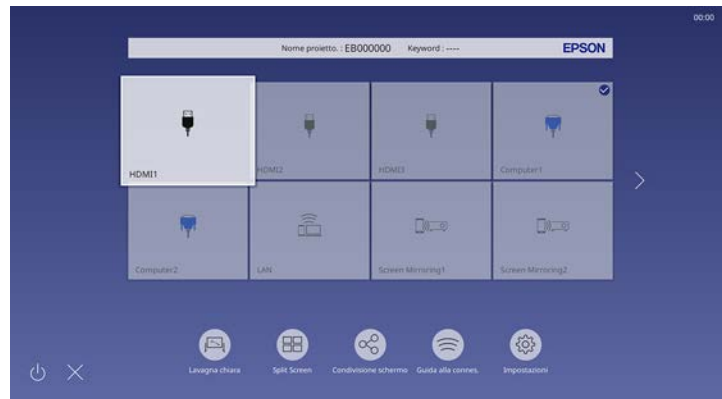 00:00
Nome proietto. : EB000000 Keyword : ---- EPSON
HDMI1 HDMI2 HDMI3 Computer1
Computer2 LAN Screen Mirroring1 Screen Mirroring2
Lavagna chiara Split Screen Condivisione schermo Guida alla connes. Impostazioni